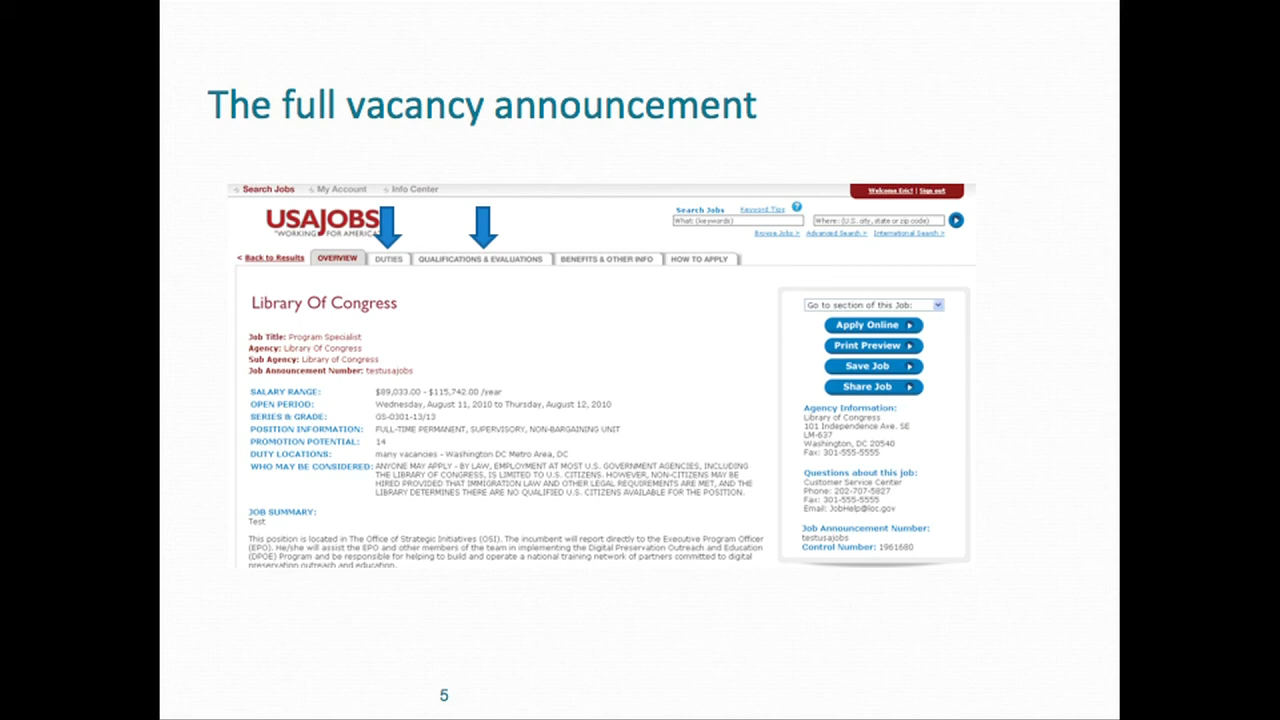 The full vacancy announcement
Search Jobs My Account Info Center Welcome Eric! | Sign out
USAJOBS
"WORKING FOR AMERICA
Search Jobs Keyword Tips ?
What: (keywords) Where: (U.S. city, state or zip code)
Browse Jobs > Advanced Search > International Search >
< Back to Results OVERVIEW DUTIES QUALIFICATIONS & EVALUATIONS BENEFITS & OTHER INFO HOW TO APPLY
Library Of Congress
Job Title: Program Specialist
Agency: Library Of Congress
Sub Agency: Library of Congress
Job Announcement Number: testusajobs
SALARY RANGE: $89,033.00 - $115,742.00 /year
OPEN PERIOD: Wednesday, August 11, 2010 to Thursday, August 12, 2010
SERIES & GRADE: GS-0301-13/13
POSITION INFORMATION: FULL-TIME PERMANENT, SUPERVISORY, NON-BARGAINING UNIT
PROMOTION POTENTIAL: 14
DUTY LOCATIONS: many vacancies - Washington DC Metro Area, DC
WHO MAY BE CONSIDERED: ANYONE MAY APPLY - BY LAW, EMPLOYMENT AT MOST U.S. GOVERNMENT AGENCIES, INCLUDING
THE LIBRARY OF CONGRESS, IS LIMITED TO U.S. CITIZENS. HOWEVER, NON-CITIZENS MAY BE
HIRED PROVIDED THAT IMMIGRATION LAW AND OTHER LEGAL REQUIREMENTS ARE MET, AND THE
LIBRARY DETERMINES THERE ARE NO QUALIFIED U.S. CITIZENS AVAILABLE FOR THE POSITION.
JOB SUMMARY:
Test
This position is located in The Office of Strategic Initiatives (OSI). The incumbent will report directly to the Executive Program Officer
(EPO). He/she will assist the EPO and other members of the team in implementing the Digital Preservation Outreach and Education
(DPOE) Program and be responsible for helping to build and operate a national training network of partners committed to digital
preservation outreach and education.
Go to section of this Job:
Apply Online
Print Preview
Save Job
Share Job
Agency Information:
Library of Congress
101 Independence Ave. SE
LM-637
Washington, DC 20540
Fax: 301-555-5555
Questions about this job:
Customer Service Center
Phone: 202-707-5827
Fax: 301-555-5555
Email: JobHelp@loc.gov
Job Announcement Number:
testusajobs
Control Number: 1961680
5